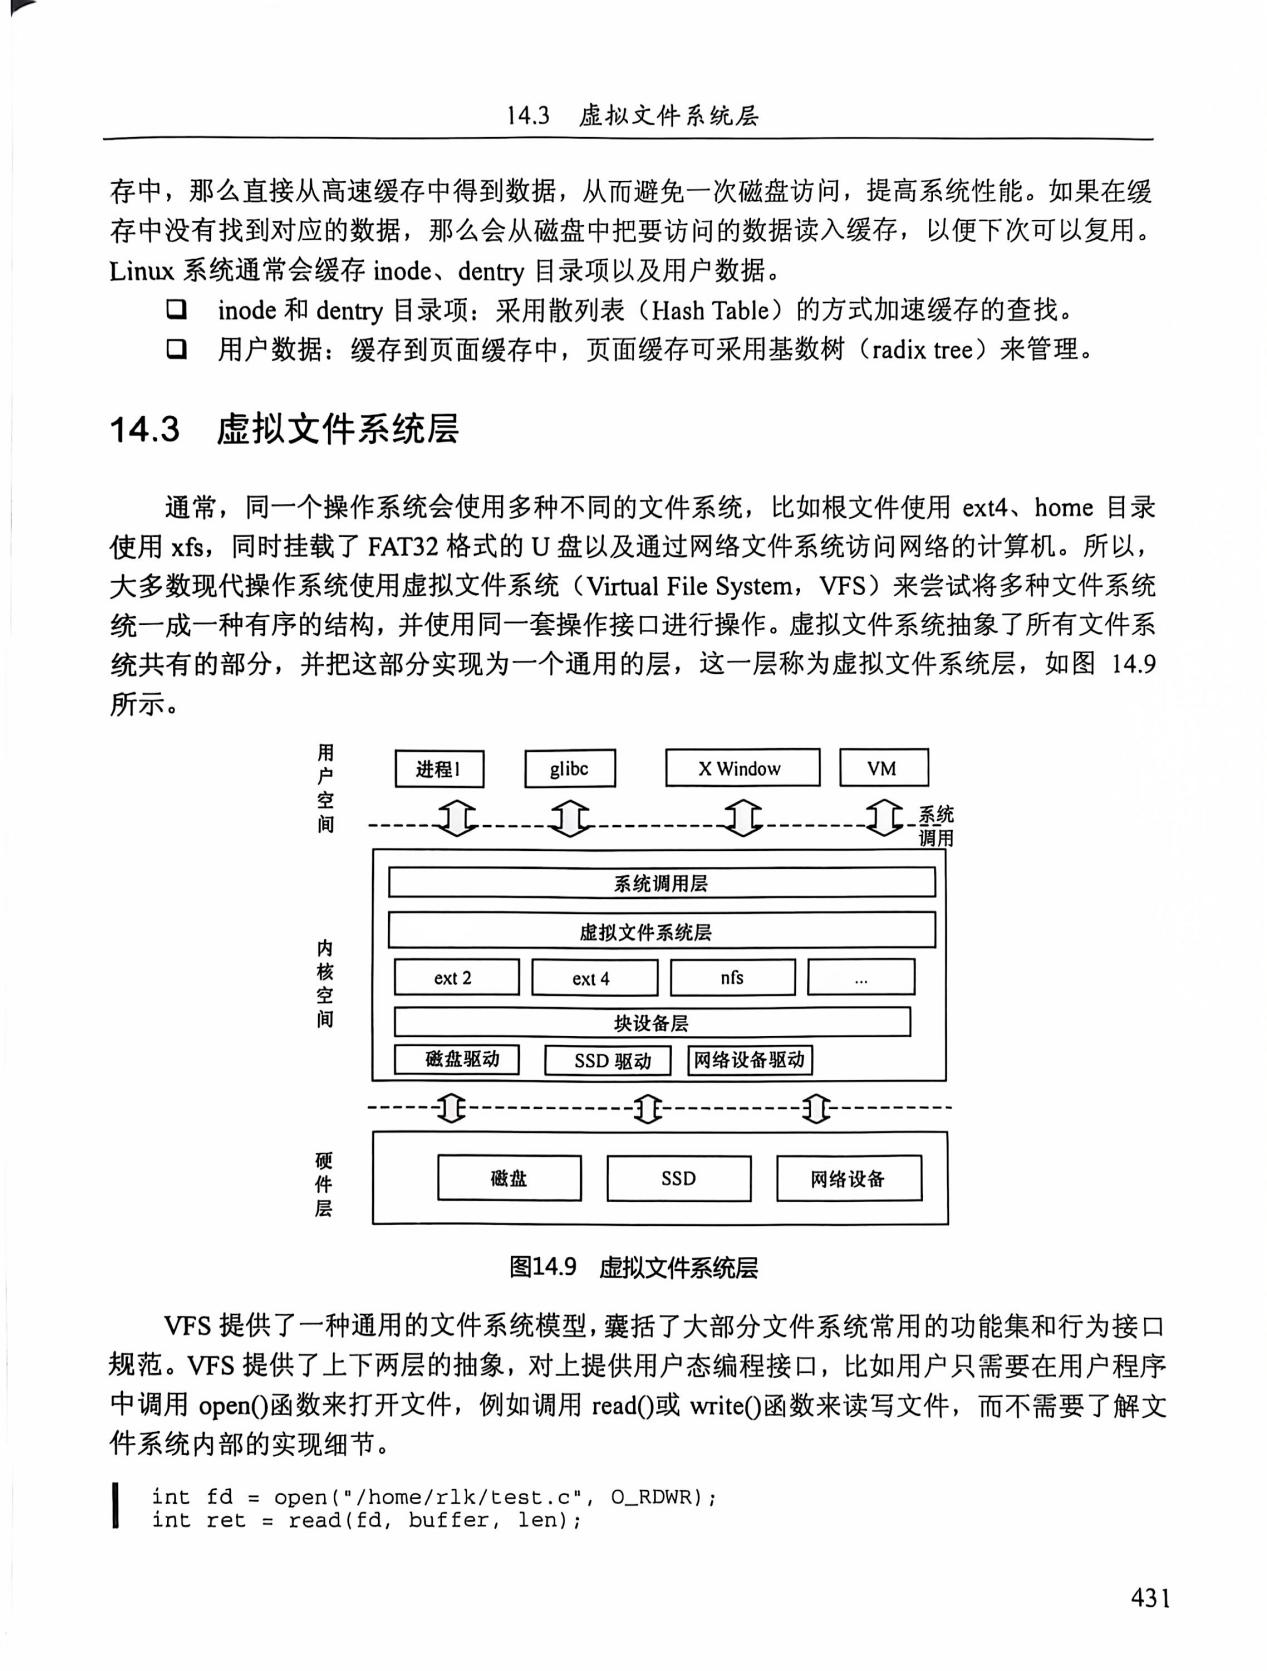 14.3 虚拟文件系统层
存中，那么直接从高速缓存中得到数据，从而避免一次磁盘访问，提高系统性能。如果在缓
存中没有找到对应的数据，那么会从磁盘中把要访问的数据读入缓存，以便下次可以复用。
Linux 系统通常会缓存 inode、dentry 目录项以及用户数据。
❑ inode 和 dentry 目录项：采用散列表（Hash Table）的方式加速缓存的查找。
❑ 用户数据：缓存到页面缓存中，页面缓存可采用基数树（radix tree）来管理。
14.3 虚拟文件系统层
通常，同一个操作系统会使用多种不同的文件系统，比如根文件使用 ext4、home 目录
使用 xfs，同时挂载了 FAT32 格式的 U 盘以及通过网络文件系统访问网络的计算机。所以，
大多数现代操作系统使用虚拟文件系统（Virtual File System，VFS）来尝试将多种文件系统
统一成一种有序的结构，并使用同一套操作接口进行操作。虚拟文件系统抽象了所有文件系
统共有的部分，并把这部分实现为一个通用的层，这一层称为虚拟文件系统层，如图 14.9
所示。
用户空间
进程1 glibc X Window VM
系统
调用
系统调用层
虚拟文件系统层
内核空间
ext 2 ext 4 nfs ...
块设备层
磁盘驱动 SSD 驱动 网络设备驱动
硬件层
磁盘 SSD 网络设备
图14.9 虚拟文件系统层
VFS 提供了一种通用的文件系统模型，囊括了大部分文件系统常用的功能集和行为接口
规范。VFS 提供了上下两层的抽象，对上提供用户态编程接口，比如用户只需要在用户程序
中调用 open()函数来打开文件，例如调用 read()或 write()函数来读写文件，而不需要了解文
件系统内部的实现细节。
int fd = open("/home/rlk/test.c", O_RDWR);
int ret = read(fd, buffer, len);
431